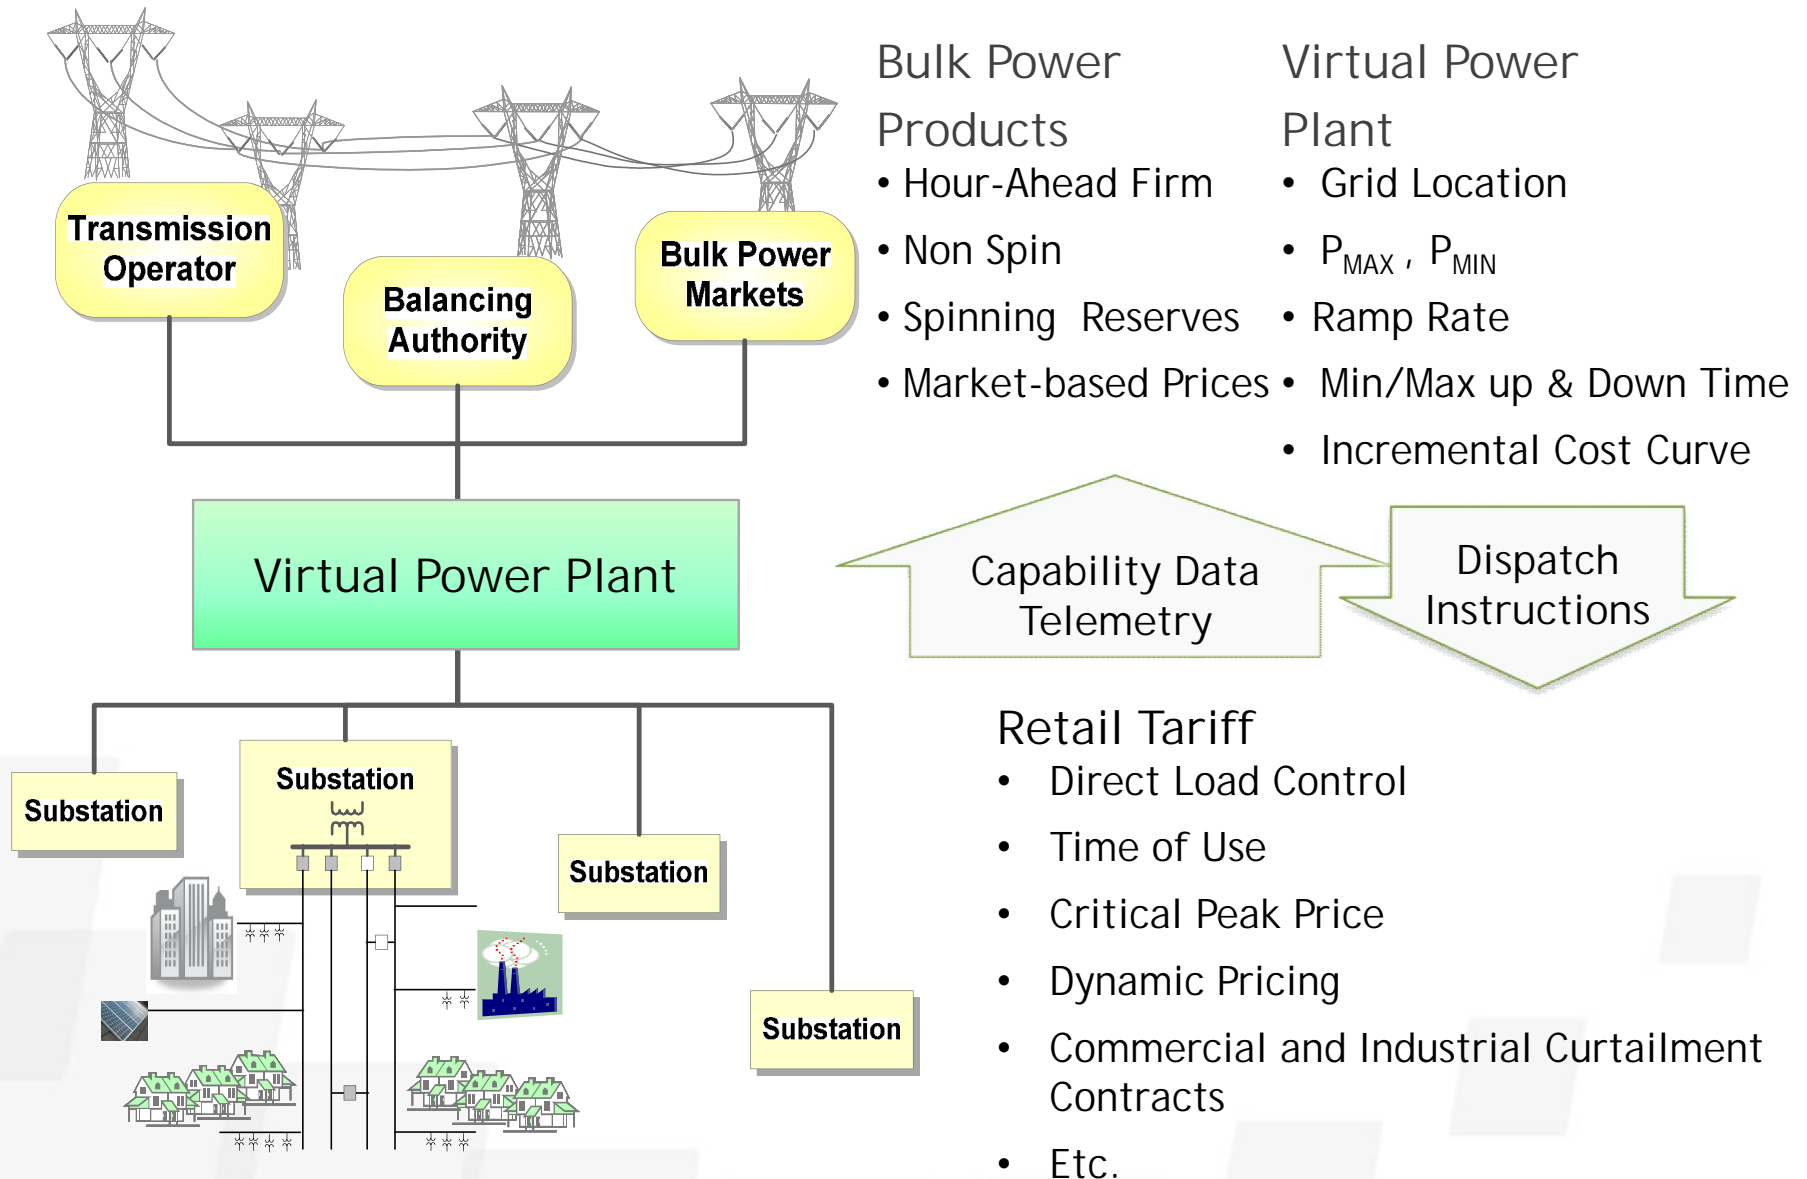 Transmission
Operator
Balancing
Authority
Bulk Power
Markets
Virtual Power Plant
Substation
Substation
Substation
Substation
Bulk Power
Products
• Hour-Ahead Firm
• Non Spin
• Spinning Reserves
• Market-based Prices
Virtual Power
Plant
• Grid Location
• PMAX , PMIN
• Ramp Rate
• Min/Max up & Down Time
• Incremental Cost Curve
Capability Data
Telemetry
Dispatch
Instructions
Retail Tariff
• Direct Load Control
• Time of Use
• Critical Peak Price
• Dynamic Pricing
• Commercial and Industrial Curtailment
Contracts
• Etc.